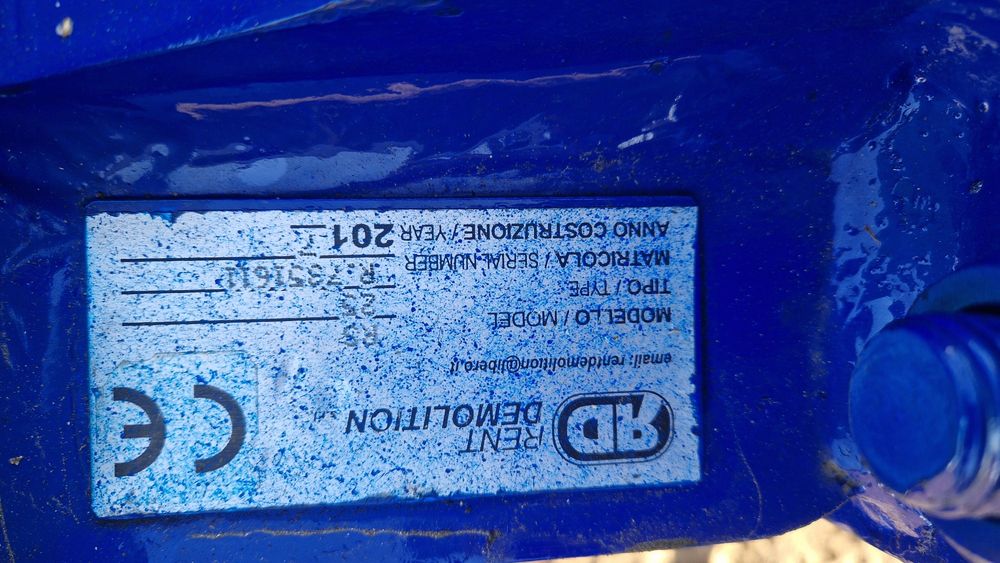 RD RENT
DEMOLITION srl
CE
email: rentdemolition@libero.it
MODELLO / MODEL
TIPO / TYPE
MATRICOLA / SERIAL NUMBER
ANNO COSTRUZIONE / YEAR 201